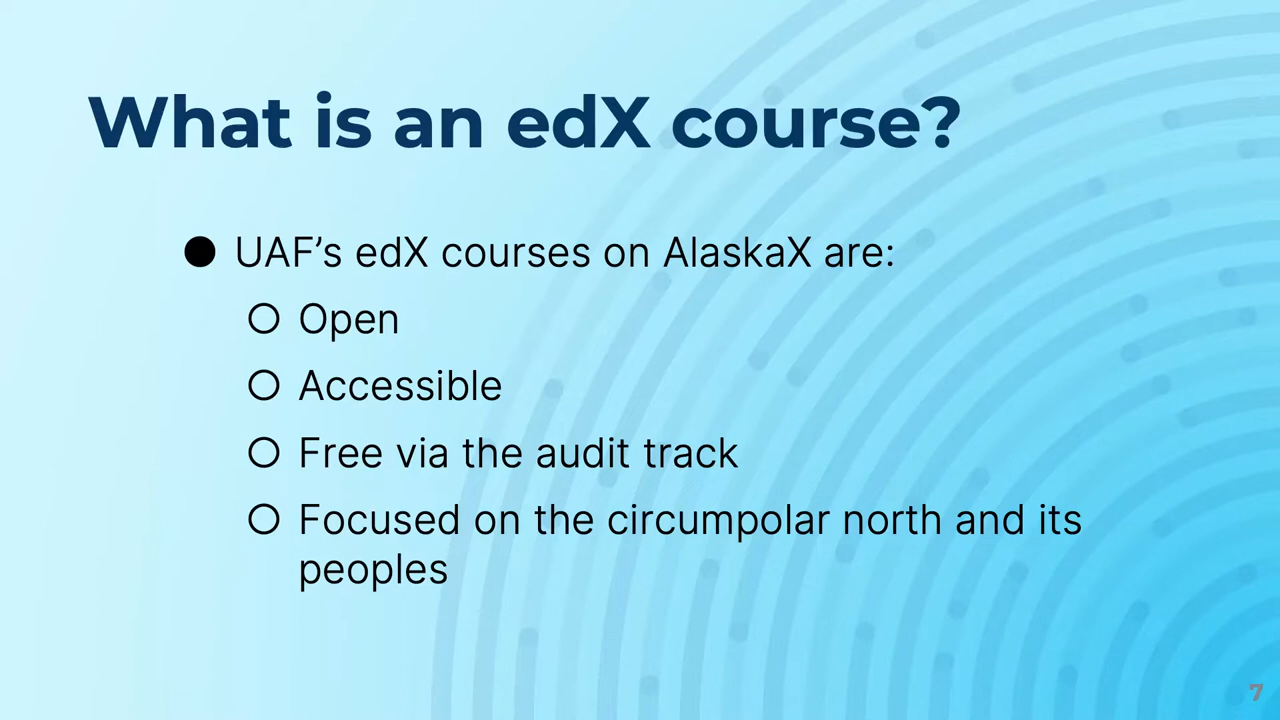 What is an edX course?
● UAF’s edX courses on AlaskaX are:
○ Open
○ Accessible
○ Free via the audit track
○ Focused on the circumpolar north and its
peoples
7